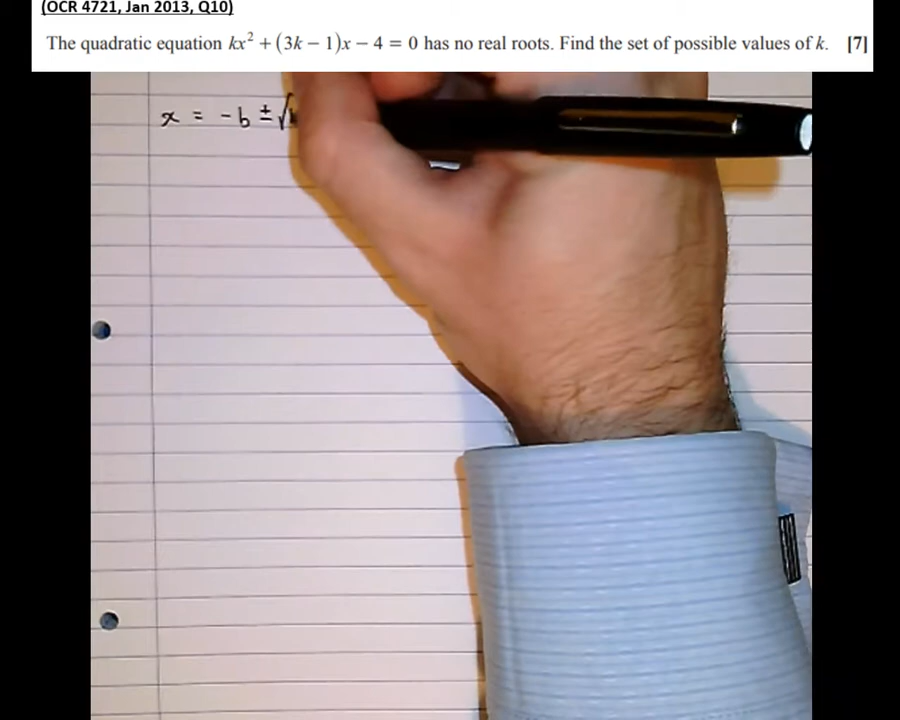 (OCR 4721, Jan 2013, Q10)
The quadratic equation kx² + (3k − 1)x − 4 = 0 has no real roots. Find the set of possible values of k. [7]
x = -b ± √